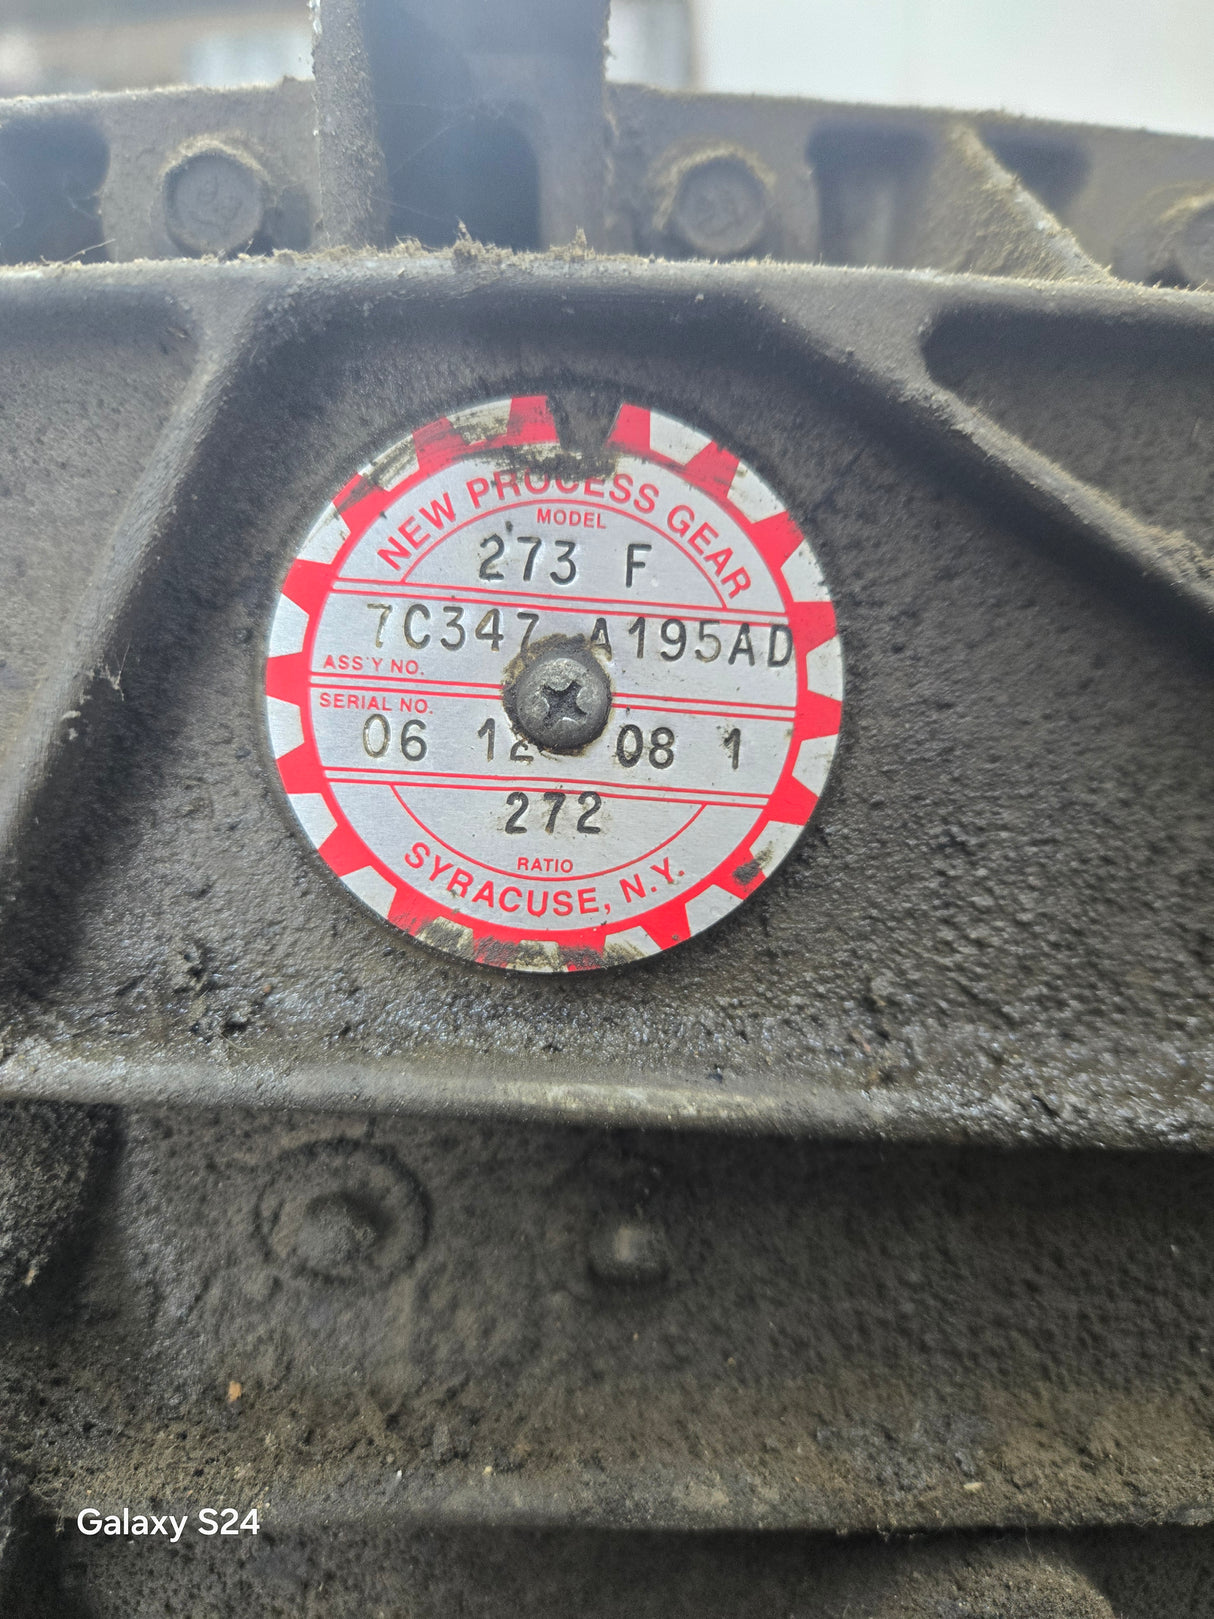 NEW PROCESS GEAR
MODEL
273 F
7C347 A195AD
ASS'Y NO.
SERIAL NO.
06 12 08 1
272
RATIO
SYRACUSE, N.Y.
Galaxy S24